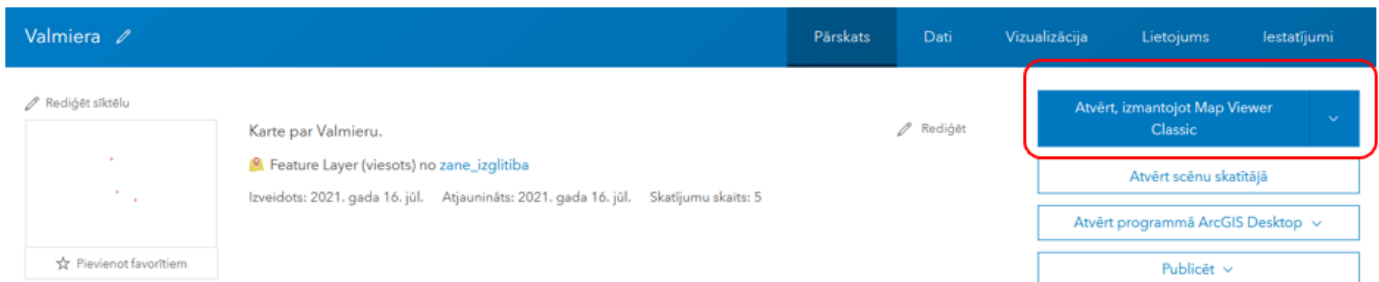 Valmiera
Pārskats
Dati
Vizualizācija
Lietojums
Iestatījumi
Rediģēt sīktēlu
Karte par Valmieru.
Rediģēt
Feature Layer (viesots) no zane_izglitiba
Izveidots: 2021. gada 16. jūl. Atjaunināts: 2021. gada 16. jūl. Skatījumu skaits: 5
Pievienot favorītiem
Atvērt, izmantojot Map Viewer
Classic
Atvērt scēnu skatītājā
Atvērt programmā ArcGIS Desktop
Publicēt